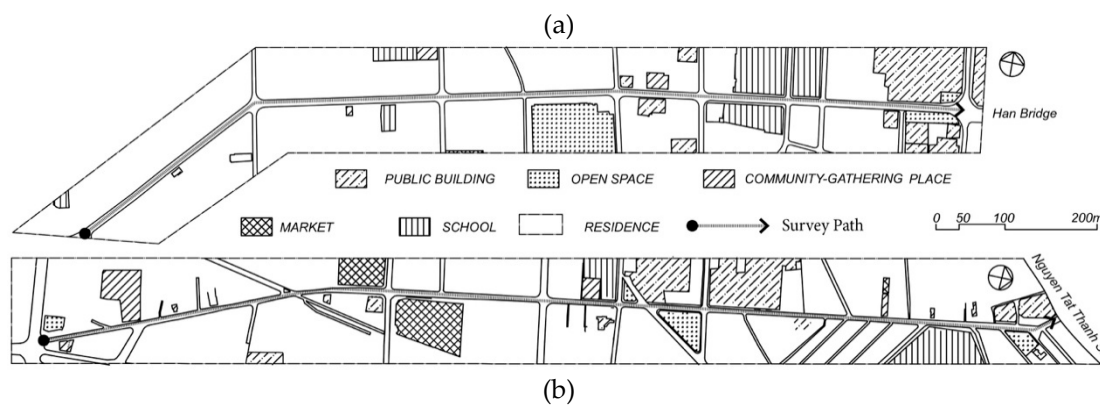 (a)
Han Bridge
PUBLIC BUILDING OPEN SPACE COMMUNITY-GATHERING PLACE
MARKET SCHOOL RESIDENCE Survey Path
0 50 100 200m
Nguyen Tat Thanh
(b)